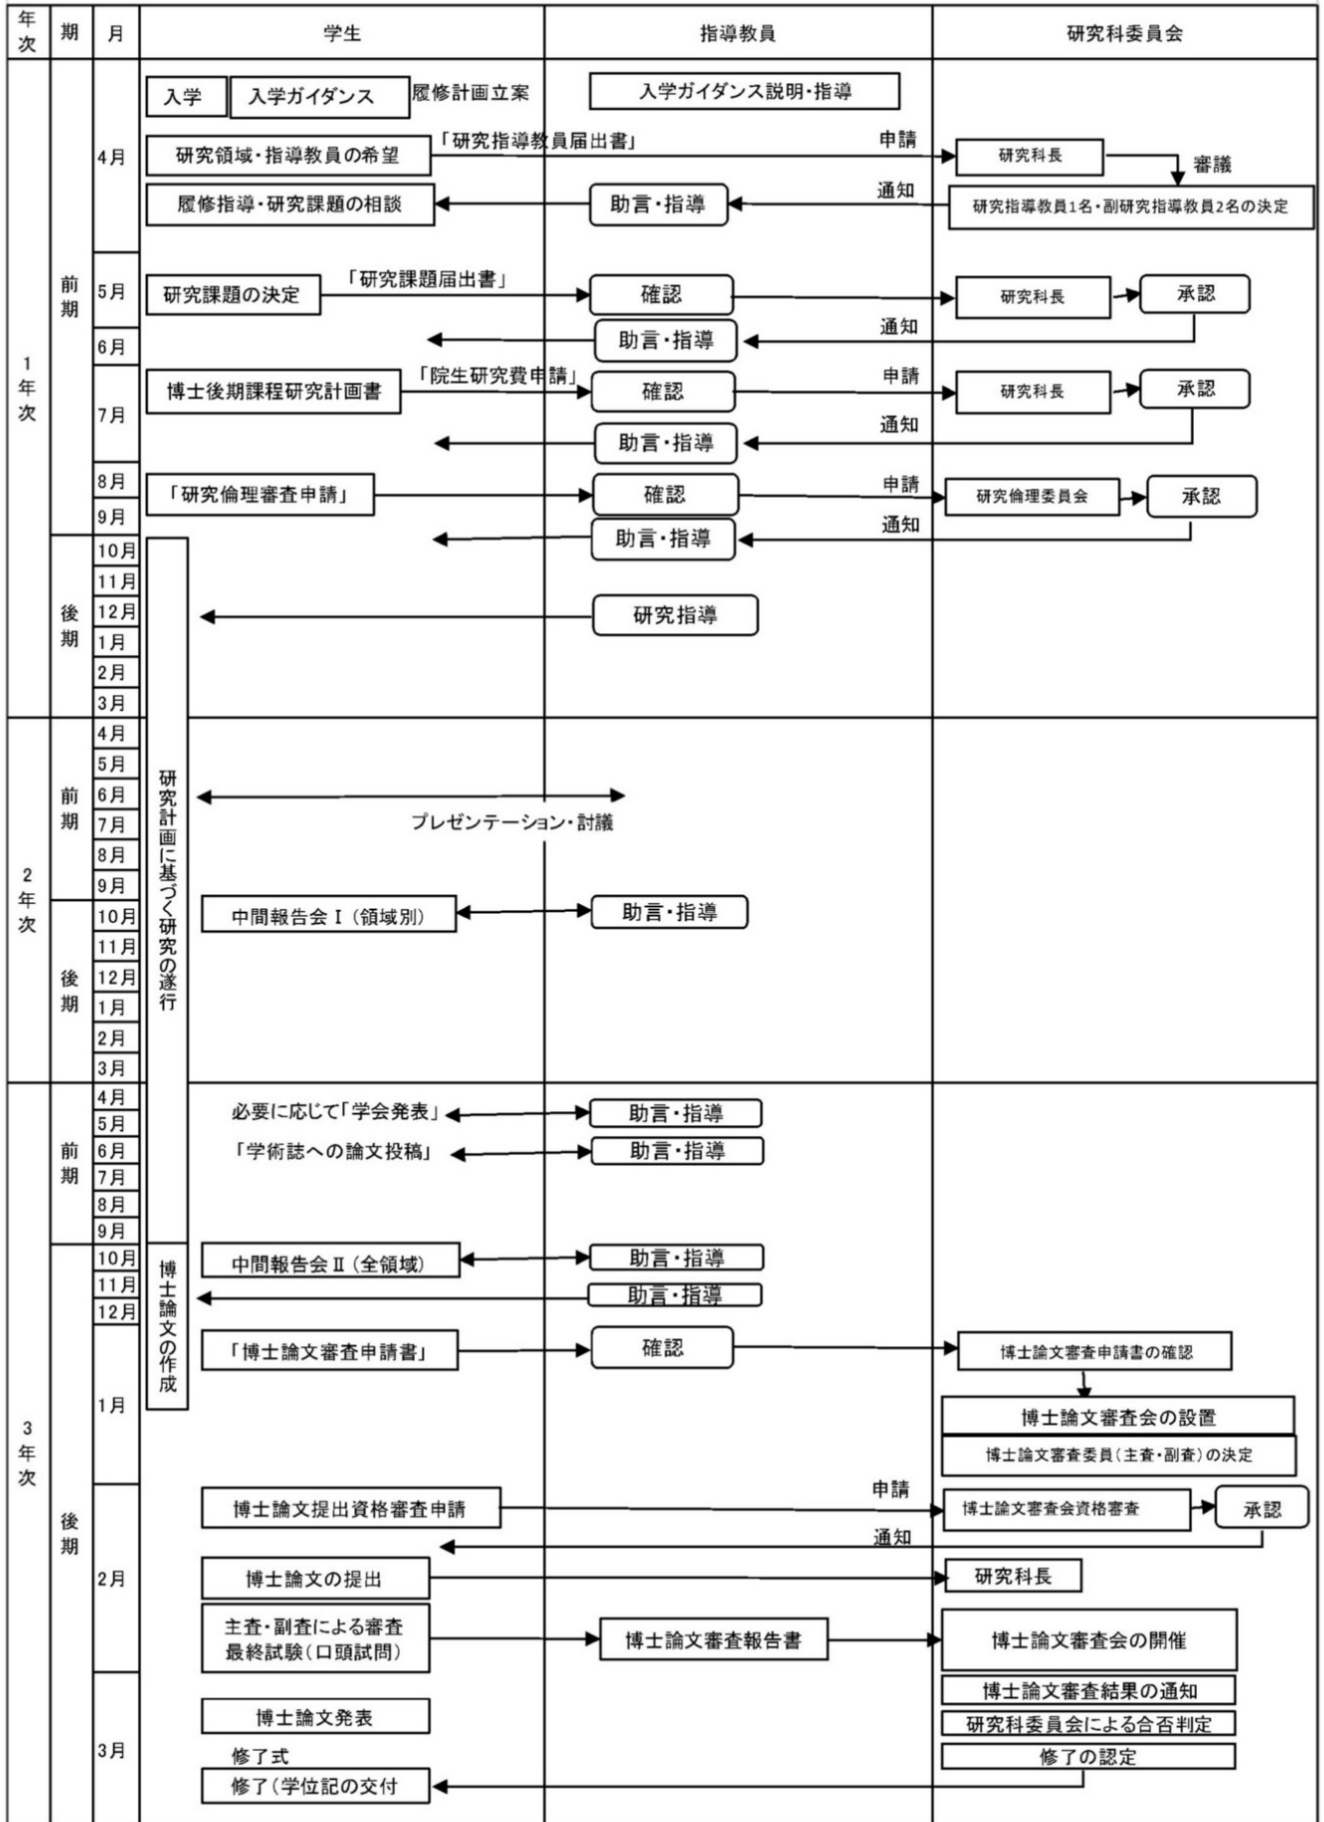 年次 期 月 学生 指導教員 研究科委員会
1年次
前期
4月
入学 入学ガイダンス 履修計画立案 入学ガイダンス説明・指導
研究領域・指導教員の希望 「研究指導教員届出書」 申請 研究科長 審議
履修指導・研究課題の相談 助言・指導 通知 研究指導教員1名・副研究指導教員2名の決定
5月 研究課題の決定 「研究課題届出書」 確認 研究科長 承認
6月 助言・指導 通知
7月 博士後期課程研究計画書 「院生研究費申請」 確認 申請 研究科長 承認
助言・指導 通知
8月 「研究倫理審査申請」 確認 申請 研究倫理委員会 承認
9月
後期
10月 助言・指導 通知
11月
12月 研究指導
1月
2月
3月
研究計画に基づく研究の遂行
2年次
前期
4月
5月
6月
7月 プレゼンテーション・討議
8月
9月
後期
10月 中間報告会Ⅰ(領域別) 助言・指導
11月
12月
1月
2月
3月
3年次
前期
4月 必要に応じて「学会発表」 助言・指導
5月
6月 「学術誌への論文投稿」 助言・指導
7月
8月
9月
後期
博士論文の作成
10月 中間報告会Ⅱ(全領域) 助言・指導
11月 助言・指導
12月
1月 「博士論文審査申請書」 確認 博士論文審査申請書の確認
博士論文審査会の設置
博士論文審査委員(主査・副査)の決定
2月
博士論文提出資格審査申請 申請 博士論文審査会資格審査 承認
通知
博士論文の提出 研究科長
主査・副査による審査
最終試験(口頭試問) 博士論文審査報告書 博士論文審査会の開催
3月
博士論文審査結果の通知
博士論文発表 研究科委員会による合否判定
修了式 修了の認定
修了(学位記の交付